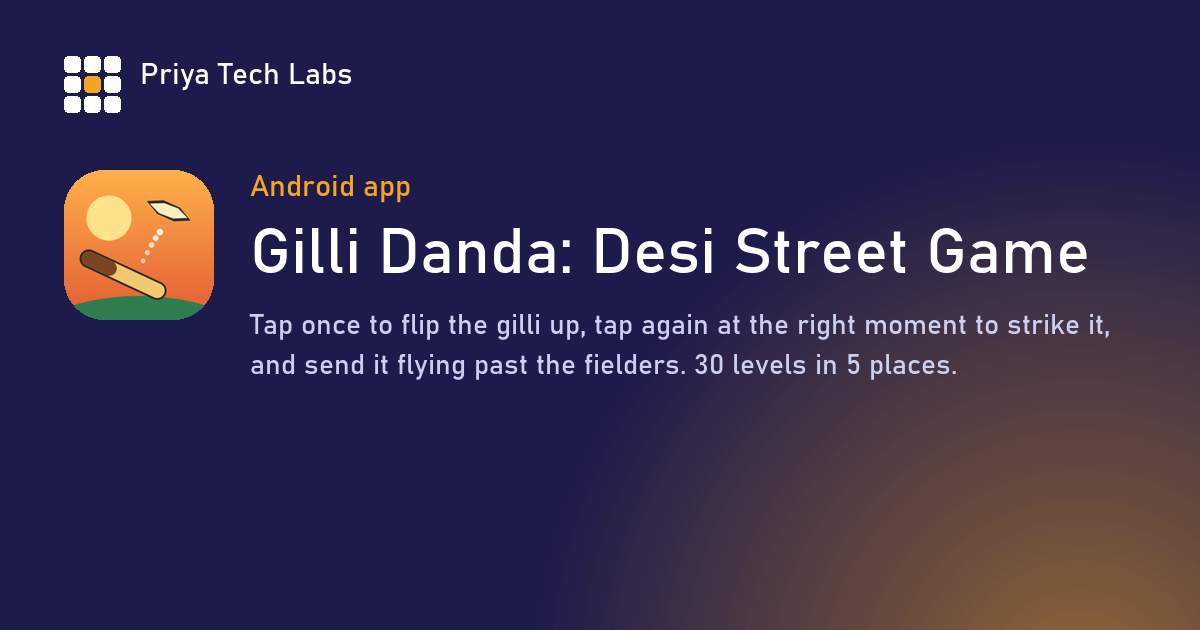 Priya Tech Labs
Android app
Gilli Danda: Desi Street Game
Tap once to flip the gilli up, tap again at the right moment to strike it,
and send it flying past the fielders. 30 levels in 5 places.